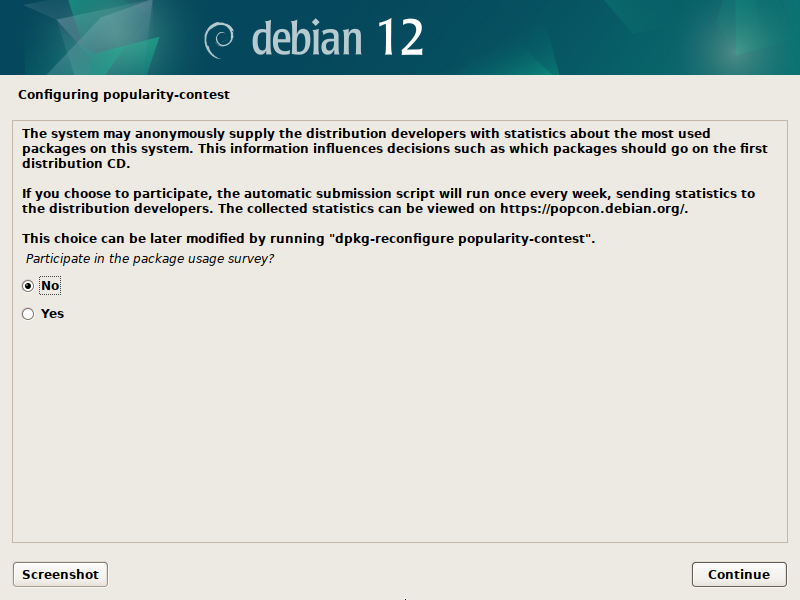 debian 12
Configuring popularity-contest
The system may anonymously supply the distribution developers with statistics about the most used
packages on this system. This information influences decisions such as which packages should go on the first
distribution CD.
If you choose to participate, the automatic submission script will run once every week, sending statistics to
the distribution developers. The collected statistics can be viewed on https://popcon.debian.org/.
This choice can be later modified by running "dpkg-reconfigure popularity-contest".
Participate in the package usage survey?
No
Yes
Screenshot
Continue